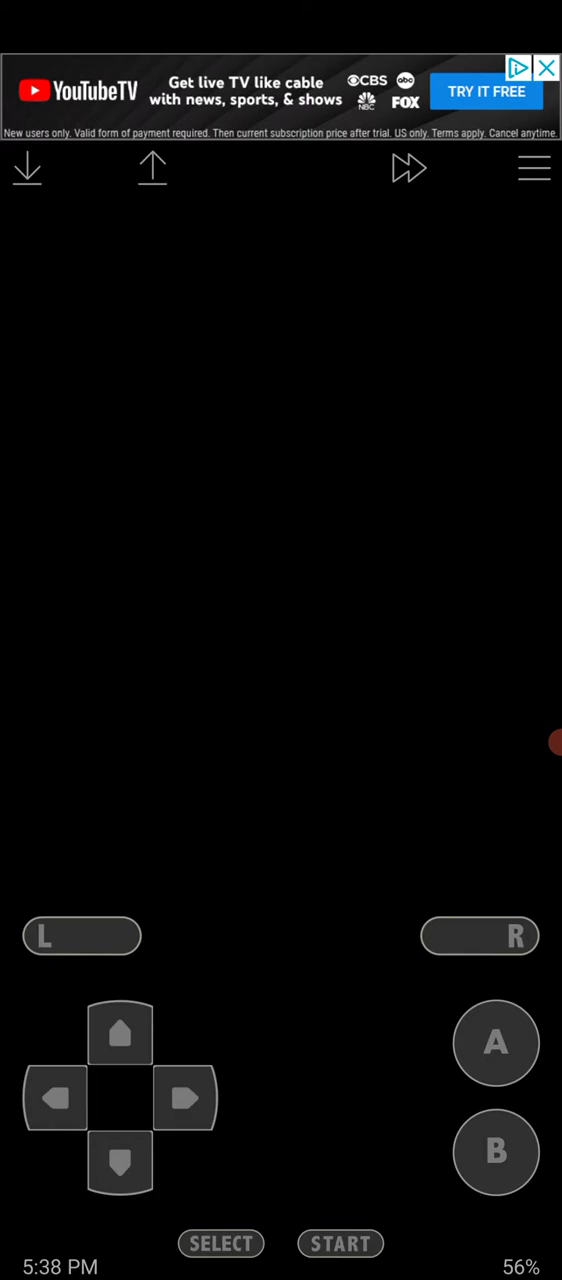 YouTubeTV
Get live TV like cable
with news, sports, & shows
CBS abc
NBC FOX
TRY IT FREE
New users only. Valid form of payment required. Then current subscription price after trial. US only. Terms apply. Cancel anytime.
L R
A
B
SELECT START
5:38 PM 56%